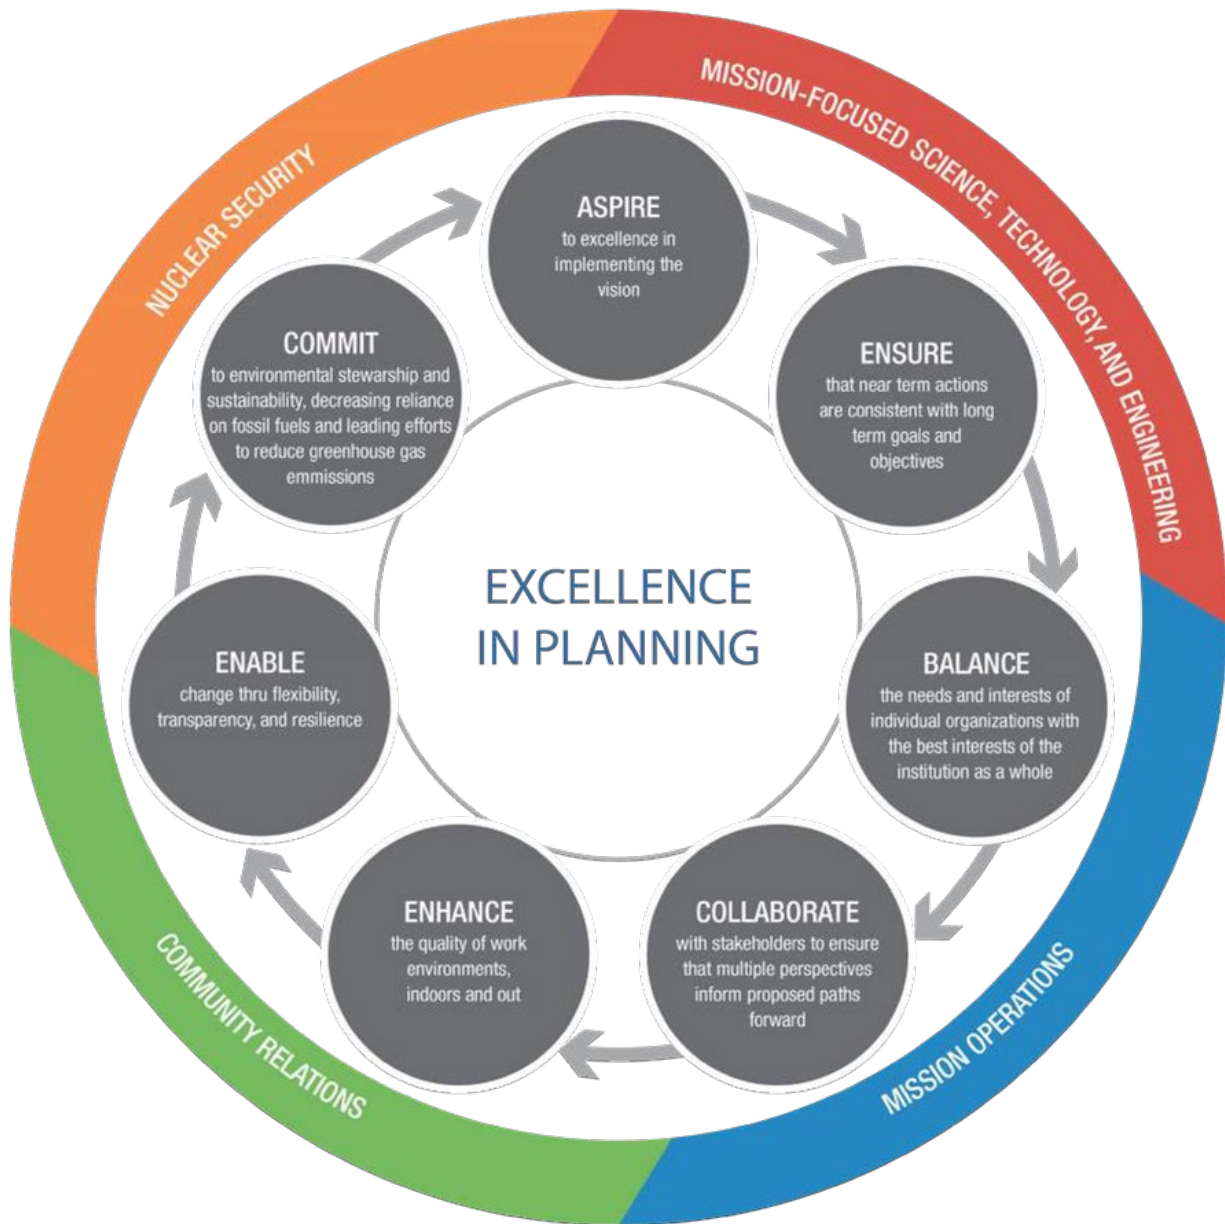 NUCLEAR SECURITY
MISSION-FOCUSED SCIENCE, TECHNOLOGY, AND ENGINEERING
MISSION OPERATIONS
COMMUNITY RELATIONS
EXCELLENCE
IN PLANNING
ASPIRE
to excellence in
implementing the
vision
ENSURE
that near term actions
are consistent with long
term goals and
objectives
BALANCE
the needs and interests of
individual organizations with
the best interests of the
institution as a whole
COLLABORATE
with stakeholders to ensure
that multiple perspectives
inform proposed paths
forward
ENHANCE
the quality of work
environments,
indoors and out
ENABLE
change thru flexibility,
transparency, and resilience
COMMIT
to environmental stewarship and
sustainability, decreasing reliance
on fossil fuels and leading efforts
to reduce greenhouse gas
emmissions